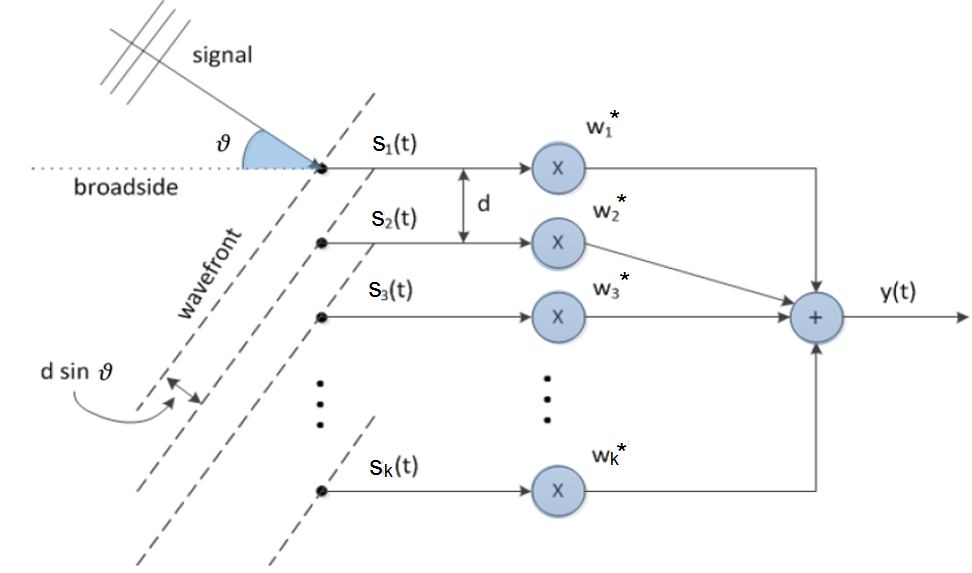 signal
ϑ
broadside
wavefront
d sin ϑ
S₁(t)
S₂(t)
S₃(t)
Sk(t)
d
w₁*
w₂*
w₃*
wk*
X
X
X
X
+
y(t)